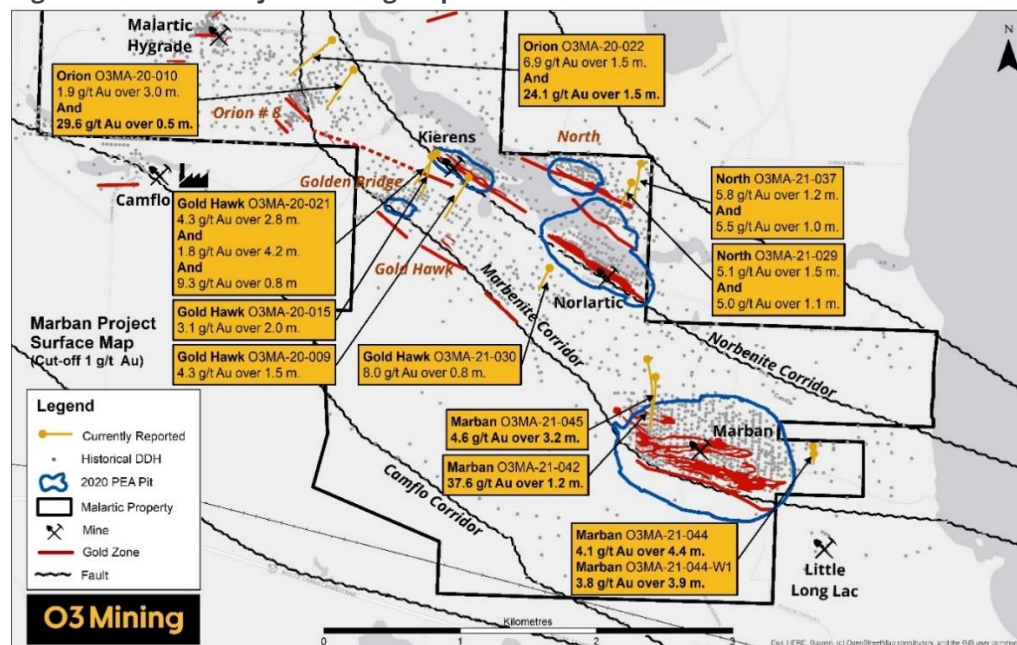 Malartic
Hygrade
Orion O3MA-20-010
1.9 g/t Au over 3.0 m.
And
29.6 g/t Au over 0.5 m.
Orion O3MA-20-022
6.9 g/t Au over 1.5 m.
And
24.1 g/t Au over 1.5 m.
N
Orion # 8
Kierens
North
Camflo
Golden Bridge
Gold Hawk O3MA-20-021
4.3 g/t Au over 2.8 m.
And
1.8 g/t Au over 4.2 m.
And
9.3 g/t Au over 0.8 m
North O3MA-21-037
5.8 g/t Au over 1.2 m.
And
5.5 g/t Au over 1.0 m.
Gold Hawk
Marbenite Corridor
Norlartic
North O3MA-21-029
5.1 g/t Au over 1.5 m.
And
5.0 g/t Au over 1.1 m.
Gold Hawk O3MA-20-015
3.1 g/t Au over 2.0 m.
Marban Project
Surface Map
(Cut-off 1 g/t Au)
Gold Hawk O3MA-20-009
4.3 g/t Au over 1.5 m.
Gold Hawk O3MA-21-030
8.0 g/t Au over 0.8 m.
Norbenite Corridor
Legend
Currently Reported
Historical DDH
2020 PEA Pit
Malartic Property
Mine
Gold Zone
Fault
Marban O3MA-21-045
4.6 g/t Au over 3.2 m.
Marban O3MA-21-042
37.6 g/t Au over 1.2 m.
Marban
Camflo Corridor
Marban O3MA-21-044
4.1 g/t Au over 4.4 m.
Marban O3MA-21-044-W1
3.8 g/t Au over 3.9 m.
Little
Long Lac
O3 Mining
Kilometres
0 1 2 3
Esri, HERE, Garmin, (c) OpenStreetMap contributors, and the GIS user commun